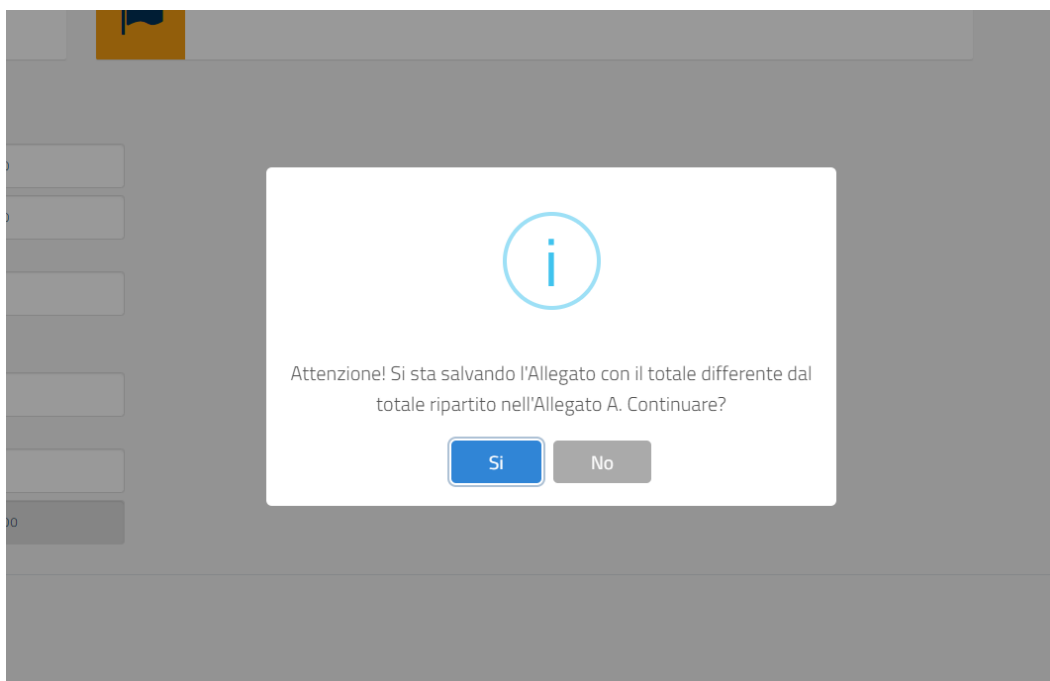 Attenzione! Si sta salvando l'Allegato con il totale differente dal
totale ripartito nell'Allegato A. Continuare?
Si
No